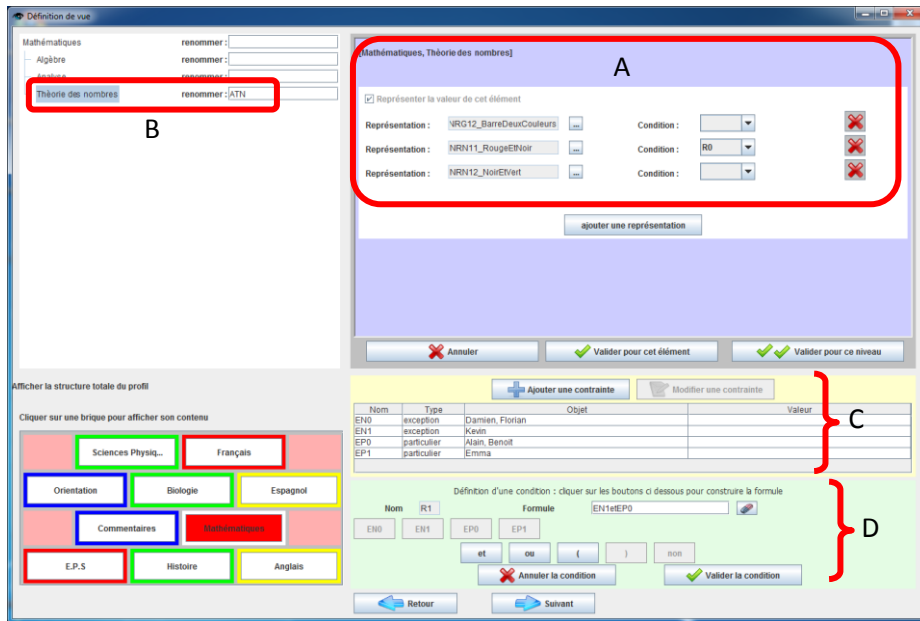 Définition de vue
Mathématiques renommer :
Algèbre renommer :
Analyse renommer :
Théorie des nombres renommer : ATN
B
[Mathématiques, Théorie des nombres]
A
Représenter la valeur de cet élément
Représentation : NRG12_BarreDeuxCouleurs ... Condition :
Représentation : NRN11_RougeEtNoir ... Condition : R0
Représentation : NRN12_NoirEtVert ... Condition :
ajouter une représentation
Annuler Valider pour cet élément Valider pour ce niveau
Afficher la structure totale du profil
Cliquer sur une brique pour afficher son contenu
Sciences Physiq... Français
Orientation Biologie Espagnol
Commentaires Mathématiques
E.P.S Histoire Anglais
Ajouter une contrainte Modifier une contrainte
Nom Type Objet Valeur
EN0 exception Damien, Florian
EN1 exception Kevin
EP0 particulier Alain, Benoit
EP1 particulier Emma
C
Définition d'une condition : cliquer sur les boutons ci dessous pour construire la formule
Nom R1 Formule EN1etEP0
EN0 EN1 EP0 EP1
et ou ( ) non
Annuler la condition Valider la condition
D
Retour Suivant